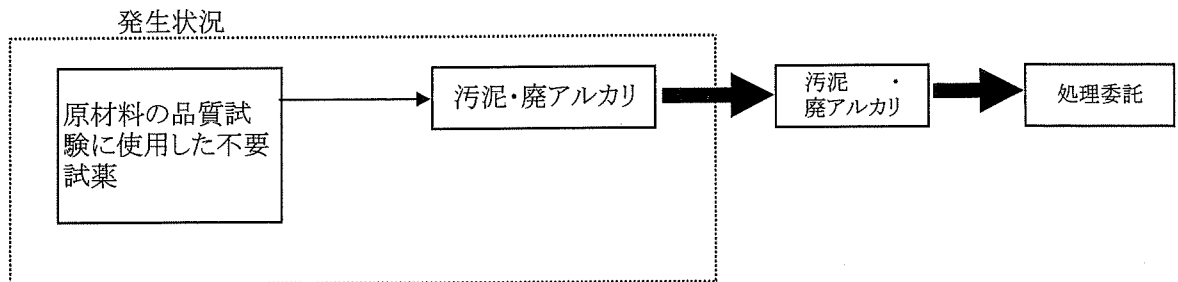 発生状況
原材料の品質試
験に使用した不要
試薬
汚泥・廃アルカリ
汚泥　・
廃アルカリ
処理委託